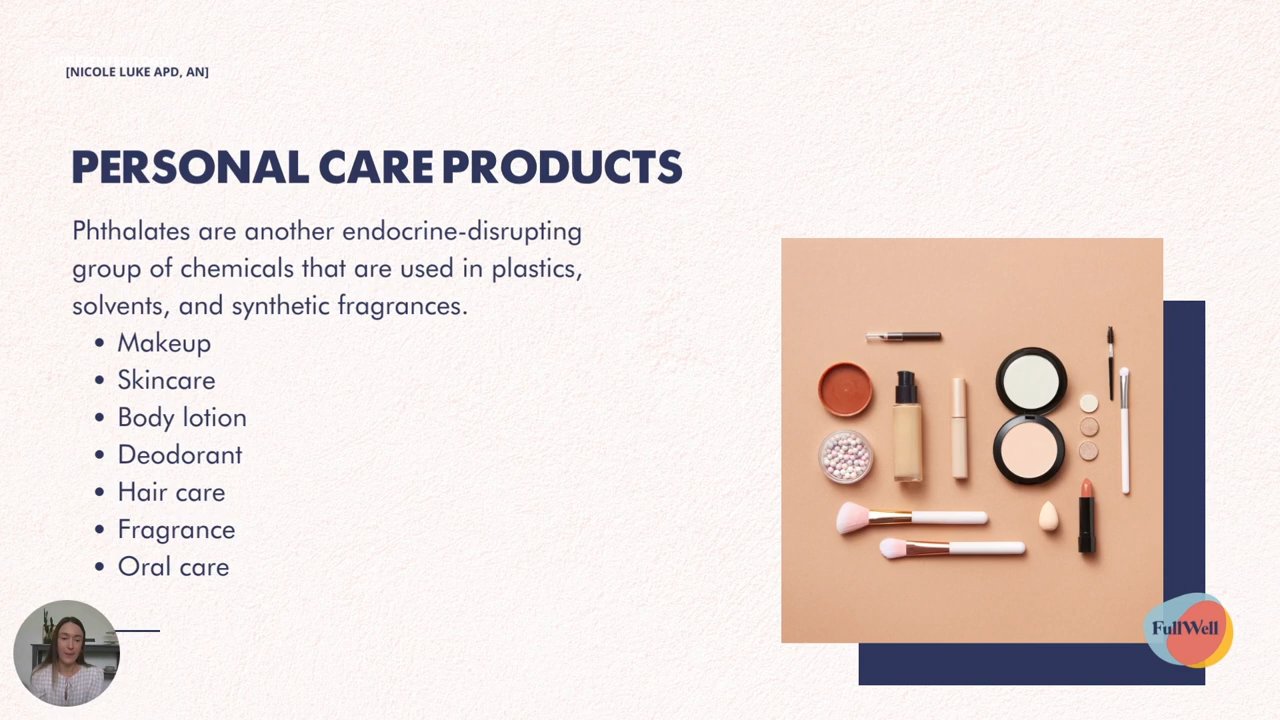 [NICOLE LUKE APD, AN]
PERSONAL CARE PRODUCTS
Phthalates are another endocrine-disrupting
group of chemicals that are used in plastics,
solvents, and synthetic fragrances.
• Makeup
• Skincare
• Body lotion
• Deodorant
• Hair care
• Fragrance
• Oral care
FullWell